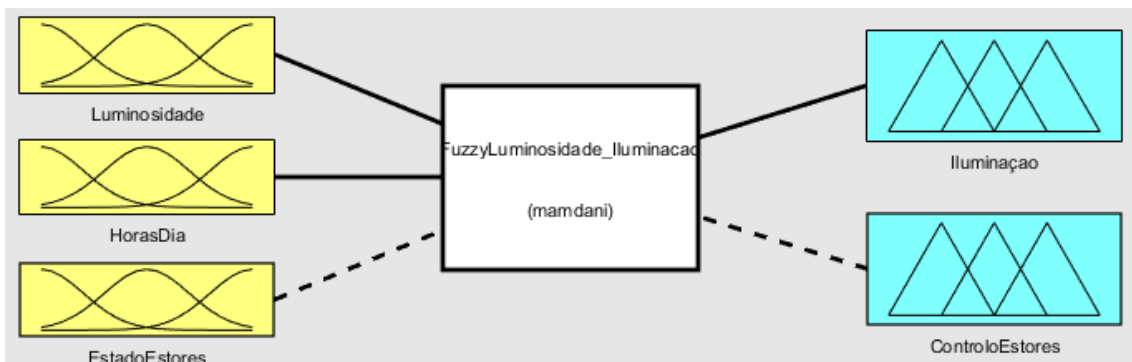 Luminosidade
HorasDia
EstadoEstores
FuzzyLuminosidade_Iluminacao
(mamdani)
Iluminaçao
ControloEstores